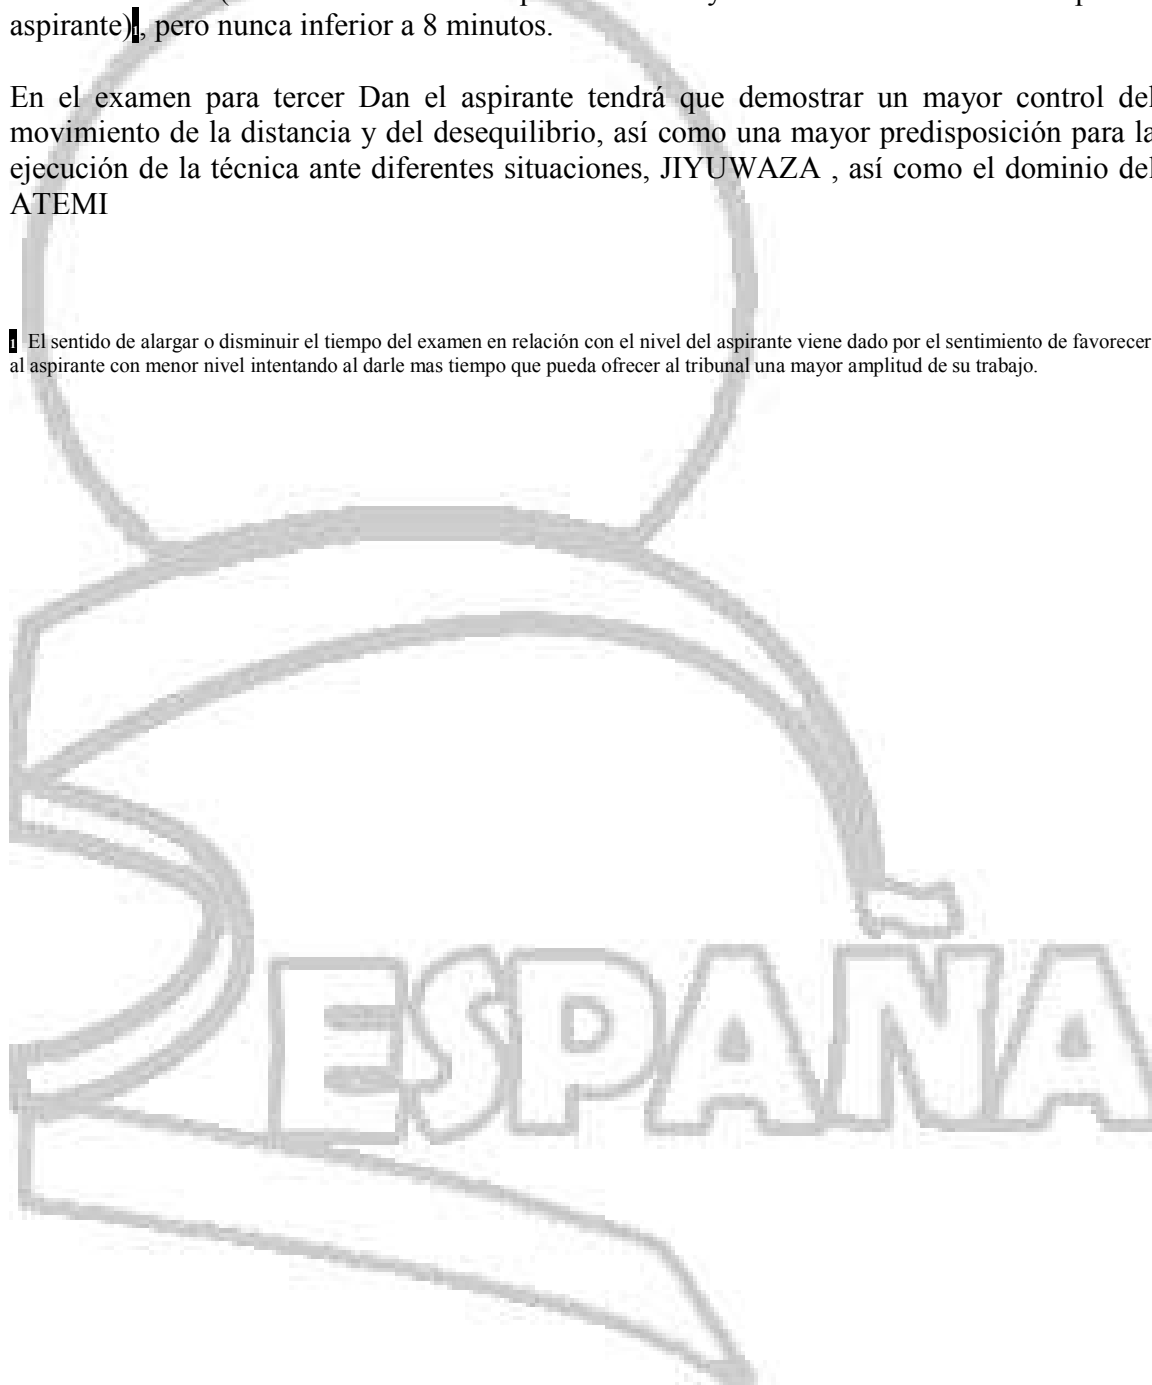 aspirante)1, pero nunca inferior a 8 minutos.
En el examen para tercer Dan el aspirante tendrá que demostrar un mayor control del
movimiento de la distancia y del desequilibrio, así como una mayor predisposición para la
ejecución de la técnica ante diferentes situaciones, JIYUWAZA , así como el dominio del
ATEMI
1 El sentido de alargar o disminuir el tiempo del examen en relación con el nivel del aspirante viene dado por el sentimiento de favorecer
al aspirante con menor nivel intentando al darle mas tiempo que pueda ofrecer al tribunal una mayor amplitud de su trabajo.
ESPAÑA